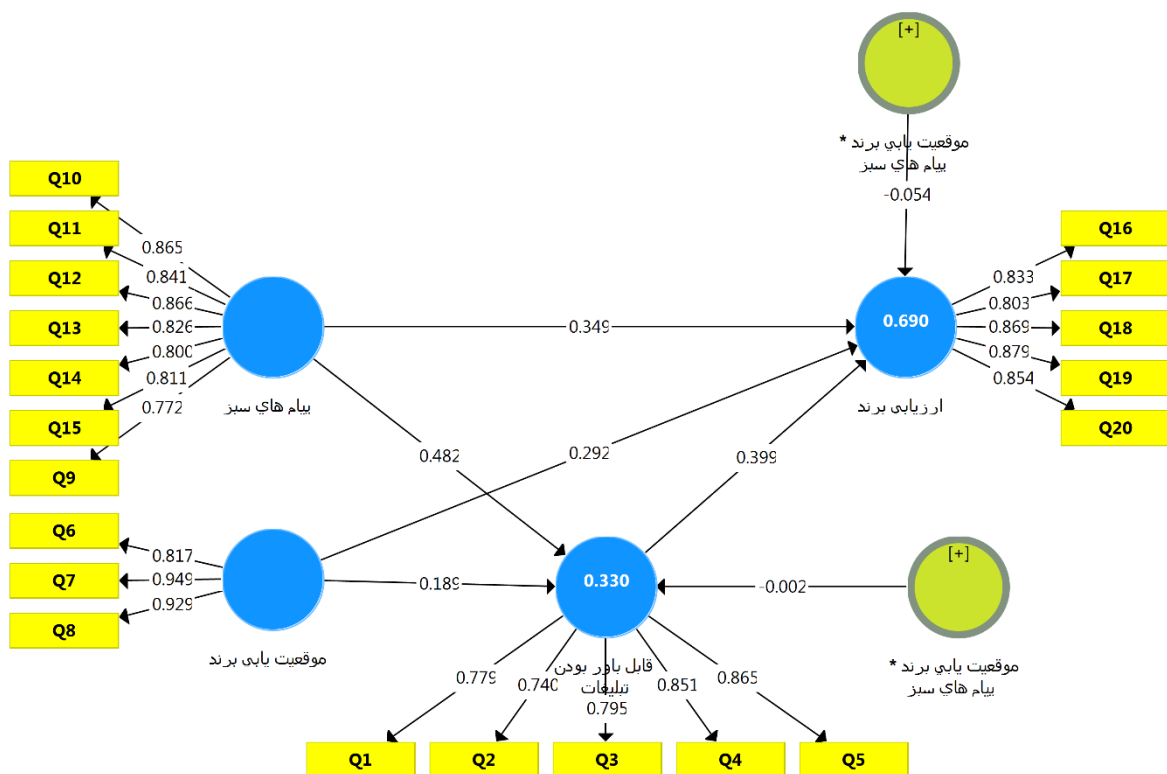 [+]
موقعيت يابي برند *
پيام هاي سبز
-0.054
Q10
Q11
Q12
Q13
Q14
Q15
Q9
0.865
0.841
0.866
0.826
0.800
0.811
0.772
پيام هاي سبز
0.349
0.690
ارزيابي برند
0.833
0.803
0.869
0.879
0.854
Q16
Q17
Q18
Q19
Q20
0.482
0.292
0.399
Q6
Q7
Q8
0.817
0.949
0.929
موقعيت يابي برند
0.189
0.330
قابل باور بودن
تبليغات
-0.002
[+]
موقعيت يابي برند *
پيام هاي سبز
0.779
0.740
0.795
0.851
0.865
Q1
Q2
Q3
Q4
Q5